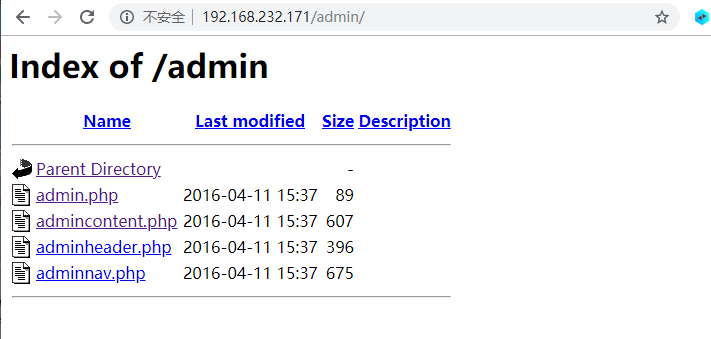 不安全 | 192.168.232.171/admin/
Index of /admin
Name Last modified Size Description
Parent Directory -
admin.php 2016-04-11 15:37 89
admincontent.php 2016-04-11 15:37 607
adminheader.php 2016-04-11 15:37 396
adminnav.php 2016-04-11 15:37 675